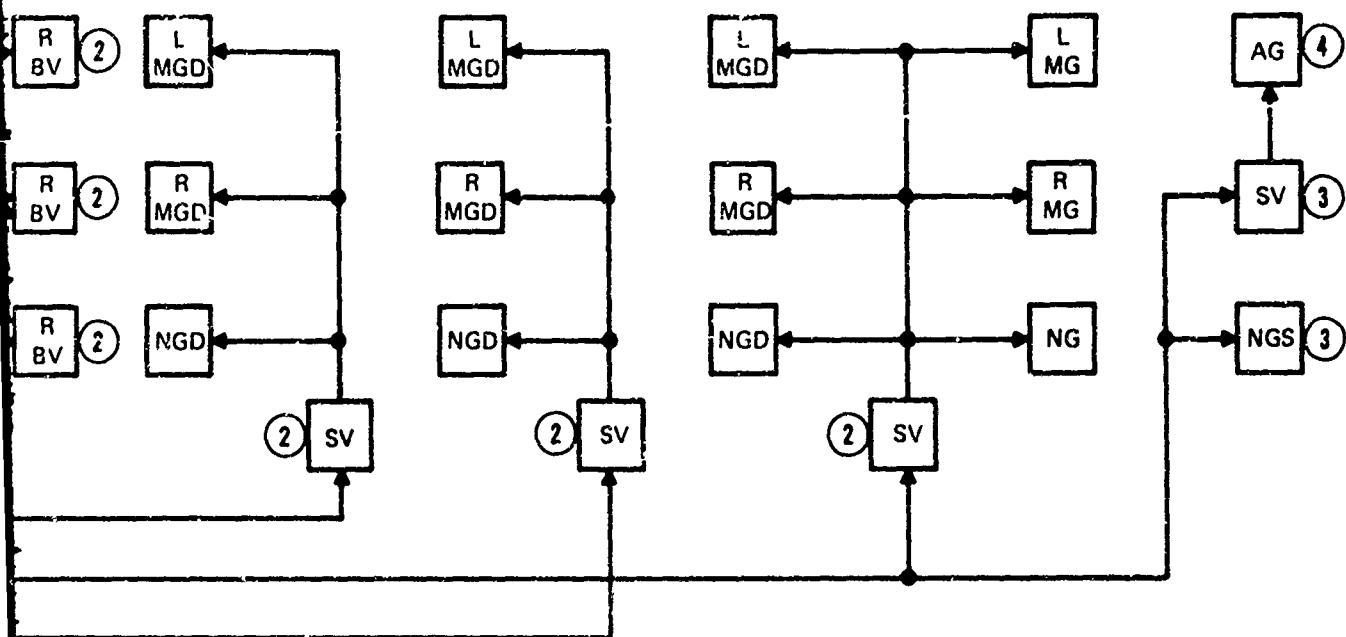 R BV 2
L MGD
L MGD
L MGD
L MG
AG 4
R BV 2
R MGD
R MGD
R MGD
R MG
SV 3
R BV 2
NGD
NGD
NGD
NG
NGS 3
2 SV
2 SV
2 SV